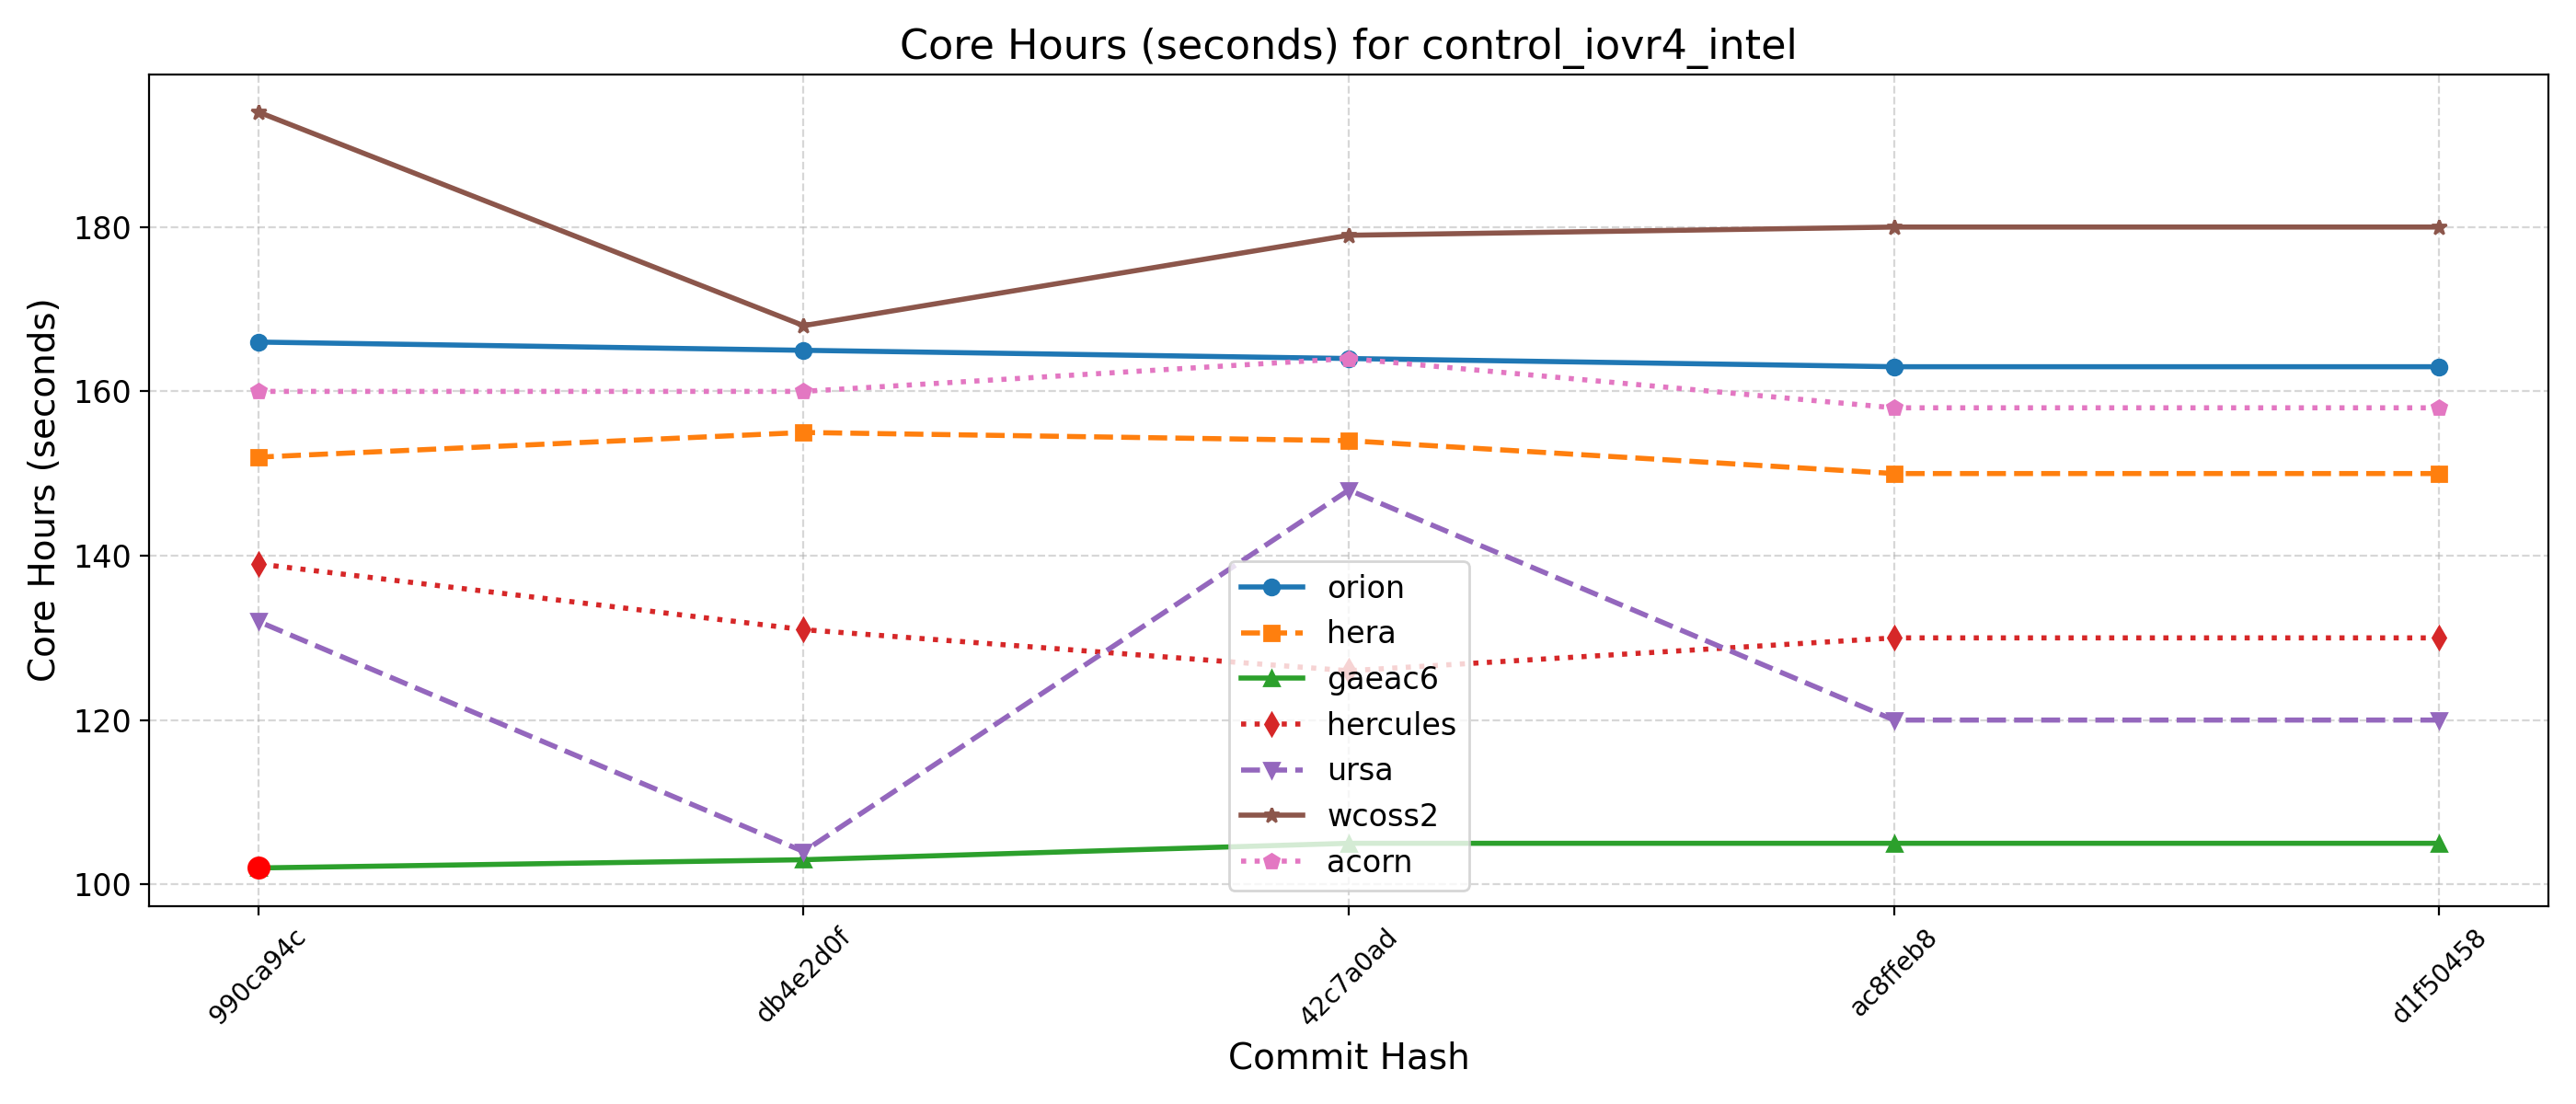 Core Hours (seconds) for control_iovr4_intel
Core Hours (seconds)
180
160
140
120
100
orion
hera
gaeac6
hercules
ursa
wcoss2
acorn
990ca94c
db4e2d0f
42c7a0ad
ac8ffeb8
d1f50458
Commit Hash